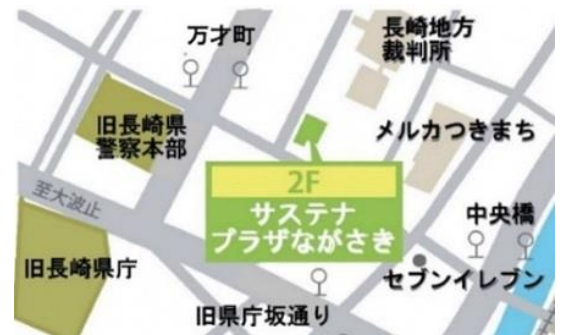 万才町
長崎地方
裁判所
旧長崎県
警察本部
メルカつきまち
2F
サステナ
プラザながさき
至大波止
中央橋
旧長崎県庁
セブンイレブン
旧県庁坂通り